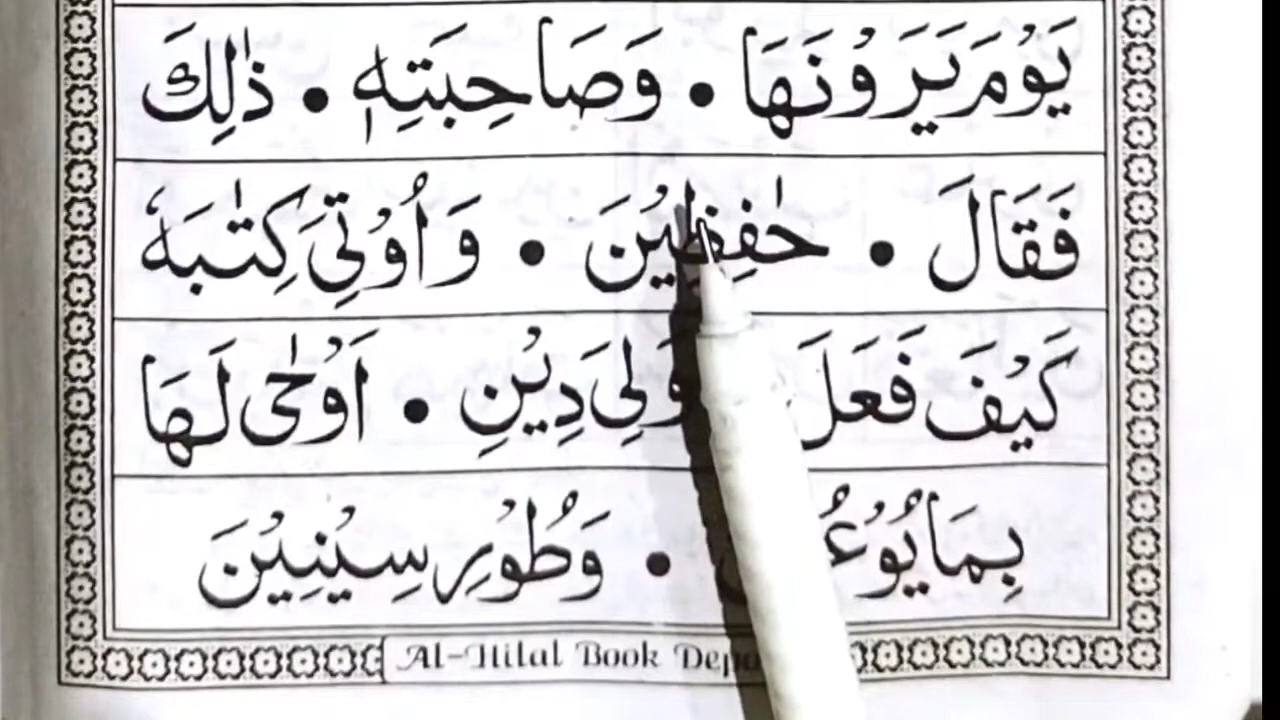 يَوْمَ يَرَوْنَهَا • وَصَاحِبَتِهٖ • ذٰلِكَ
فَقَالَ • حٰفِظِيْنَ • وَاُوْتِيَ كِتٰبَهٗ
كَيْفَ فَعَلَ وَلِيَ دِيْنِ • اَوْحٰى لَهَا
بِمَا • وَطُوْرِ سِيْنِيْنَ
Al-Hilal Book